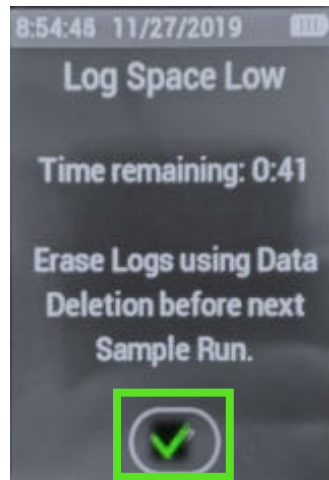 8:54:46 11/27/2019
Log Space Low
Time remaining: 0:41
Erase Logs using Data
Deletion before next
Sample Run.